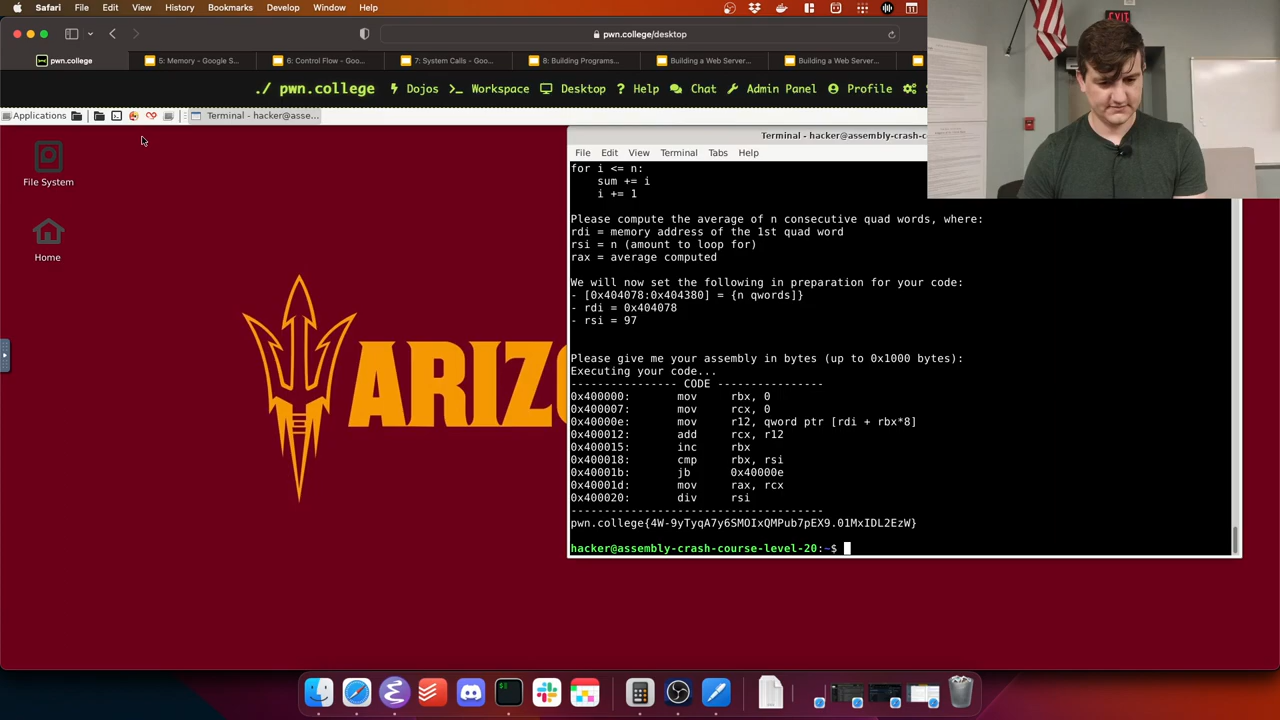 Safari File Edit View History Bookmarks Develop Window Help
EXIT
pwn.college/desktop
pwn.college 5: Memory - Google S... 6: Control Flow - Goo... 7: System Calls - Goo... 8: Building Programs... Building a Web Server... Building a Web Server...
./ pwn.college Dojos Workspace Desktop Help Chat Admin Panel Profile
Applications Terminal - hacker@asse...
Terminal - hacker@assembly-crash-c
File Edit View Terminal Tabs Help
File System
Home
ARIZO
for i <= n:
sum += i
i += 1
Please compute the average of n consecutive quad words, where:
rdi = memory address of the 1st quad word
rsi = n (amount to loop for)
rax = average computed
We will now set the following in preparation for your code:
- [0x404078:0x404380] = {n qwords]}
- rdi = 0x404078
- rsi = 97
Please give me your assembly in bytes (up to 0x1000 bytes):
Executing your code...
---------------- CODE ----------------
0x400000: mov rbx, 0
0x400007: mov rcx, 0
0x40000e: mov r12, qword ptr [rdi + rbx*8]
0x400012: add rcx, r12
0x400015: inc rbx
0x400018: cmp rbx, rsi
0x40001b: jb 0x40000e
0x40001d: mov rax, rcx
0x400020: div rsi
--------------------------------------
pwn.college{4W-9yTyqA7y6SMOIxQMPub7pEX9.01MxIDL2EzW}
hacker@assembly-crash-course-level-20:~$